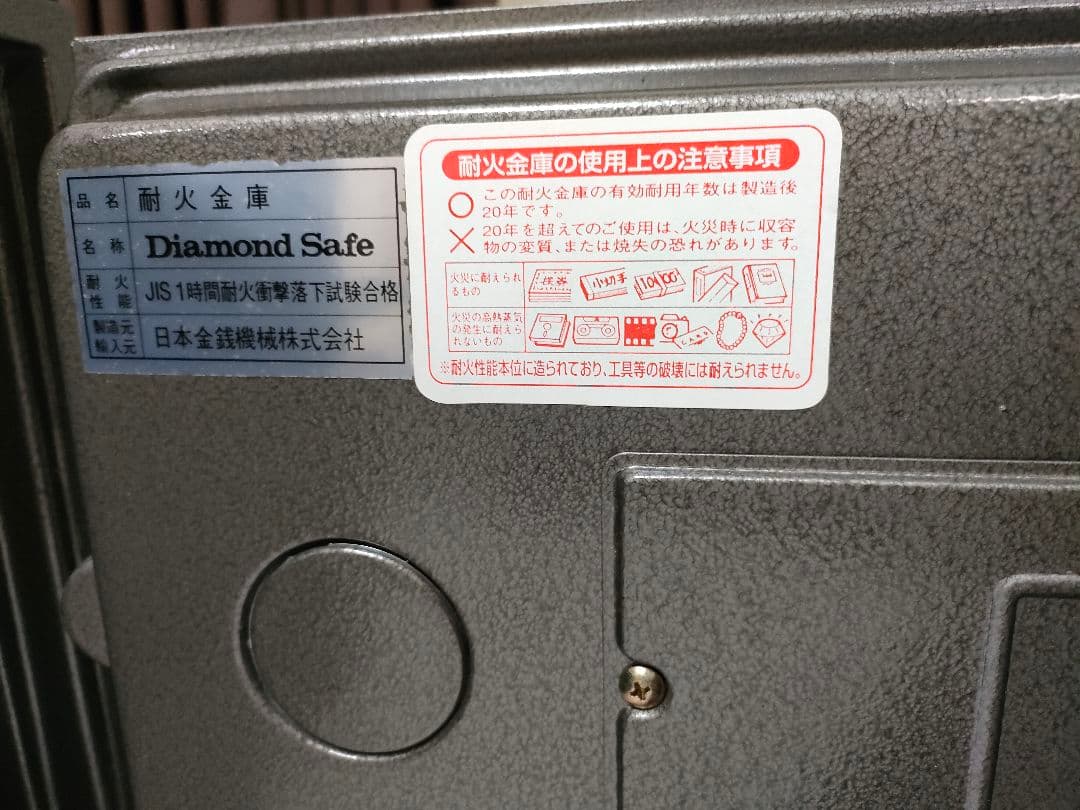 品名 耐火金庫
名称 Diamond Safe
耐火性能 JIS 1時間耐火衝撃落下試験合格
製造元 輸入元 日本金銭機械株式会社
耐火金庫の使用上の注意事項
○ この耐火金庫の有効耐用年数は製造後
20年です。
× 20年を超えてのご使用は、火災時に収容
物の変質、または焼失の恐れがあります。
火災に耐えられ
るもの
小切手
火災の高熱蒸気
の発生に耐えら
れないもの
※耐火性能本位に造られており、工具等の破壊には耐えられません。